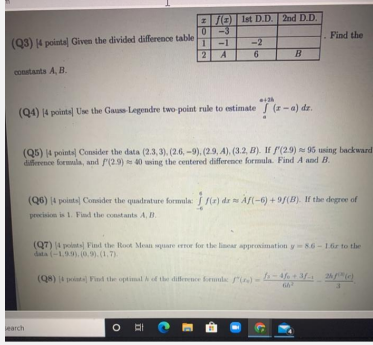 x f(x) 1st D.D. 2nd D.D.
0 -3
(Q3) [4 points] Given the divided difference table 1 -1 -2 . Find the
2 A 6 B
constants A, B.
(Q4) [4 points] Use the Gauss-Legendre two-point rule to estimate ∫ₐᵃ⁺²ʰ (x − a) dx.
(Q5) [4 points] Consider the data (2.3, 3), (2.6, −9), (2.9, A), (3.2, B). If f'(2.9) ≈ 95 using backward
difference formula, and f'(2.9) ≈ 40 using the centered difference formula. Find A and B.
(Q6) [4 points] Consider the quadrature formula: ∫₋₆⁶ f(x) dx ≈ Af(−6) + 9f(B). If the degree of
precision is 1. Find the constants A, B.
(Q7) [4 points] Find the Root Mean square error for the linear approximation y = 8.6 − 1.6x to the
data (−1, 9.9), (0, 9), (1, 7).
(Q8) [4 points] Find the optimal h of the difference formula
earch